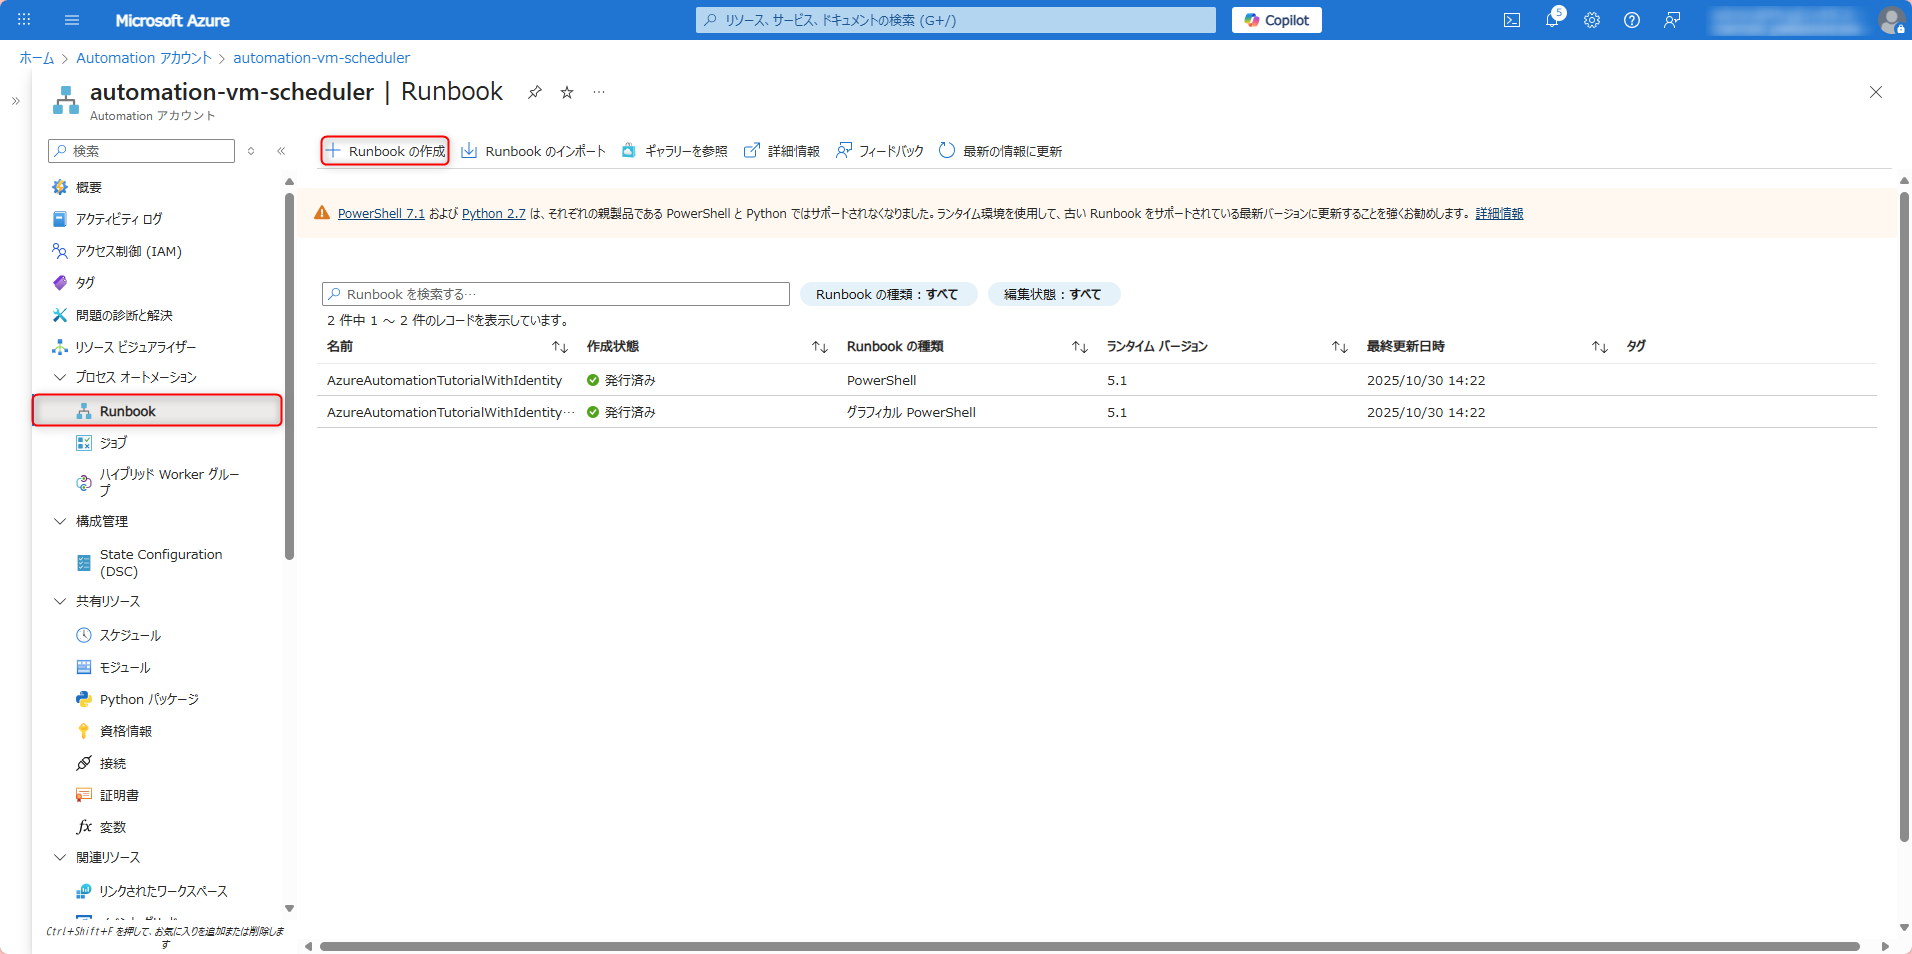 Microsoft Azure
リソース、サービス、ドキュメントの検索 (G+/)
Copilot
5
ホーム > Automation アカウント > automation-vm-scheduler
automation-vm-scheduler | Runbook
Automation アカウント
検索
Runbook の作成
Runbook のインポート
ギャラリーを参照
詳細情報
フィードバック
最新の情報に更新
概要
アクティビティ ログ
アクセス制御 (IAM)
タグ
問題の診断と解決
リソース ビジュアライザー
プロセス オートメーション
Runbook
ジョブ
ハイブリッド Worker グルー
プ
構成管理
State Configuration
(DSC)
共有リソース
スケジュール
モジュール
Python パッケージ
資格情報
接続
証明書
変数
関連リソース
リンクされたワークスペース
Ctrl+Shift+F を押して、お気に入りを追加または削除しま
す
PowerShell 7.1 および Python 2.7 は、それぞれの親製品である PowerShell と Python ではサポートされなくなりました。ランタイム環境を使用して、古い Runbook をサポートされている最新バージョンに更新することを強くお勧めします。 詳細情報
Runbook を検索する…
Runbook の種類 : すべて
編集状態 : すべて
2 件中 1 ～ 2 件のレコードを表示しています。
名前 作成状態 Runbook の種類 ランタイム バージョン 最終更新日時 タグ
AzureAutomationTutorialWithIdentity 発行済み PowerShell 5.1 2025/10/30 14:22
AzureAutomationTutorialWithIdentity… 発行済み グラフィカル PowerShell 5.1 2025/10/30 14:22